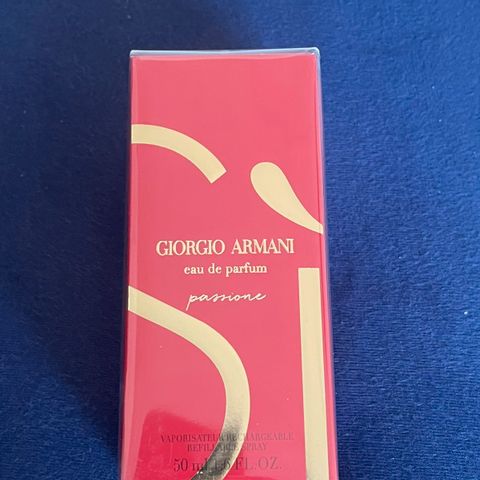 Sì
GIORGIO ARMANI
eau de parfum
passione
VAPORISATEUR RECHARGEABLE
REFILLABLE SPRAY
50 ml 1.6 FL.OZ.